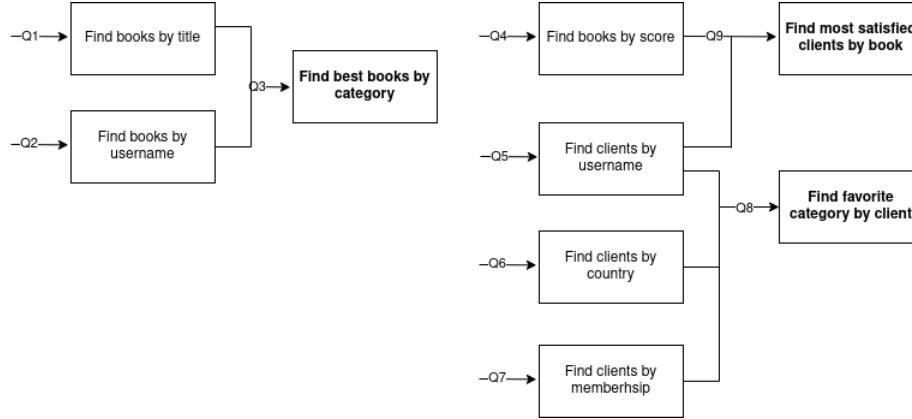 Q1
Find books by title
Q3
Find best books by
category
Q2
Find books by
username
Q4
Find books by score
Q9
Find most satisfied
clients by book
Q5
Find clients by
username
Q8
Find favorite
category by client
Q6
Find clients by
country
Q7
Find clients by
memberhsip